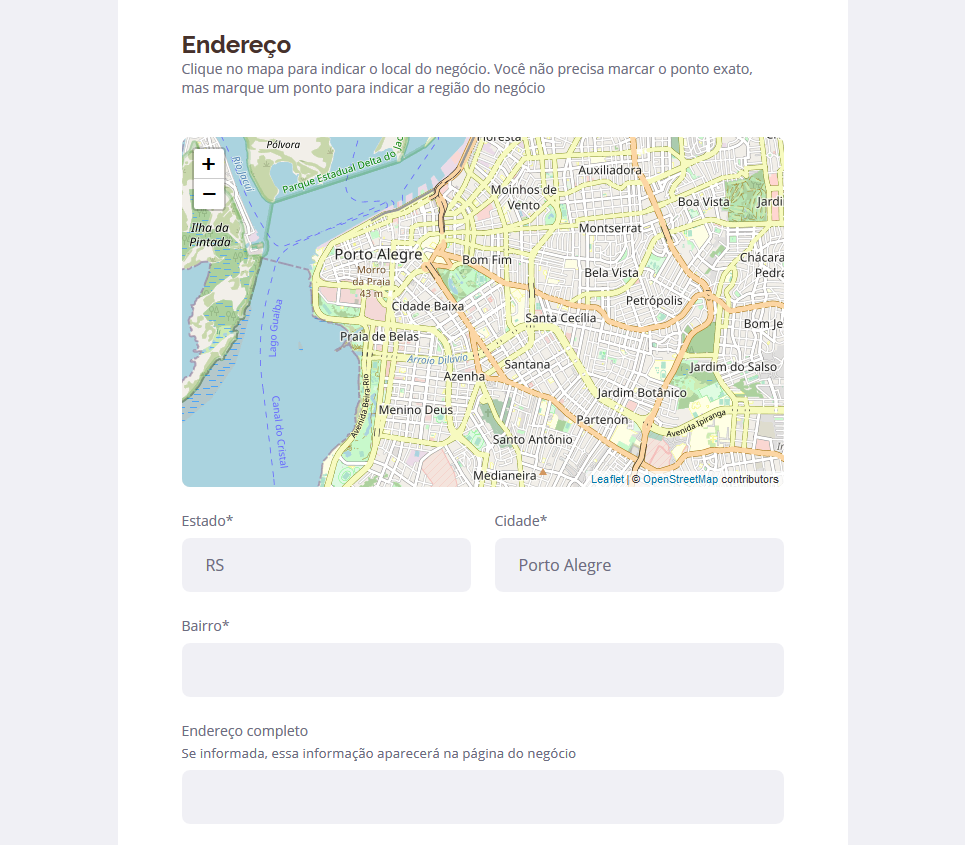 Endereço
Clique no mapa para indicar o local do negócio. Você não precisa marcar o ponto exato,
mas marque um ponto para indicar a região do negócio
Floresta
Pólvora
+
−
Rio Jacuí
Parque Estadual Delta do Jac
Auxiliadora
Moinhos de
Vento
Boa Vista
Jardi
Ilha da
Pintada
Montserrat
Porto Alegre
Bom Fim
Chácara
Pedra
Morro
da Praia
43 m
Bela Vista
Petrópolis
Cidade Baixa
Santa Cecília
Bom Je
Lago Guaíba
Praia de Belas
Arroio Dilúvio
Santana
Jardim do Salso
Azenha
Jardim Botânico
Avenida Beira-Rio
Menino Deus
Canal do Cristal
Partenon
Avenida Ipiranga
Santo Antônio
Medianeira
Leaflet | © OpenStreetMap contributors
Estado*
Cidade*
RS
Porto Alegre
Bairro*
Endereço completo
Se informada, essa informação aparecerá na página do negócio